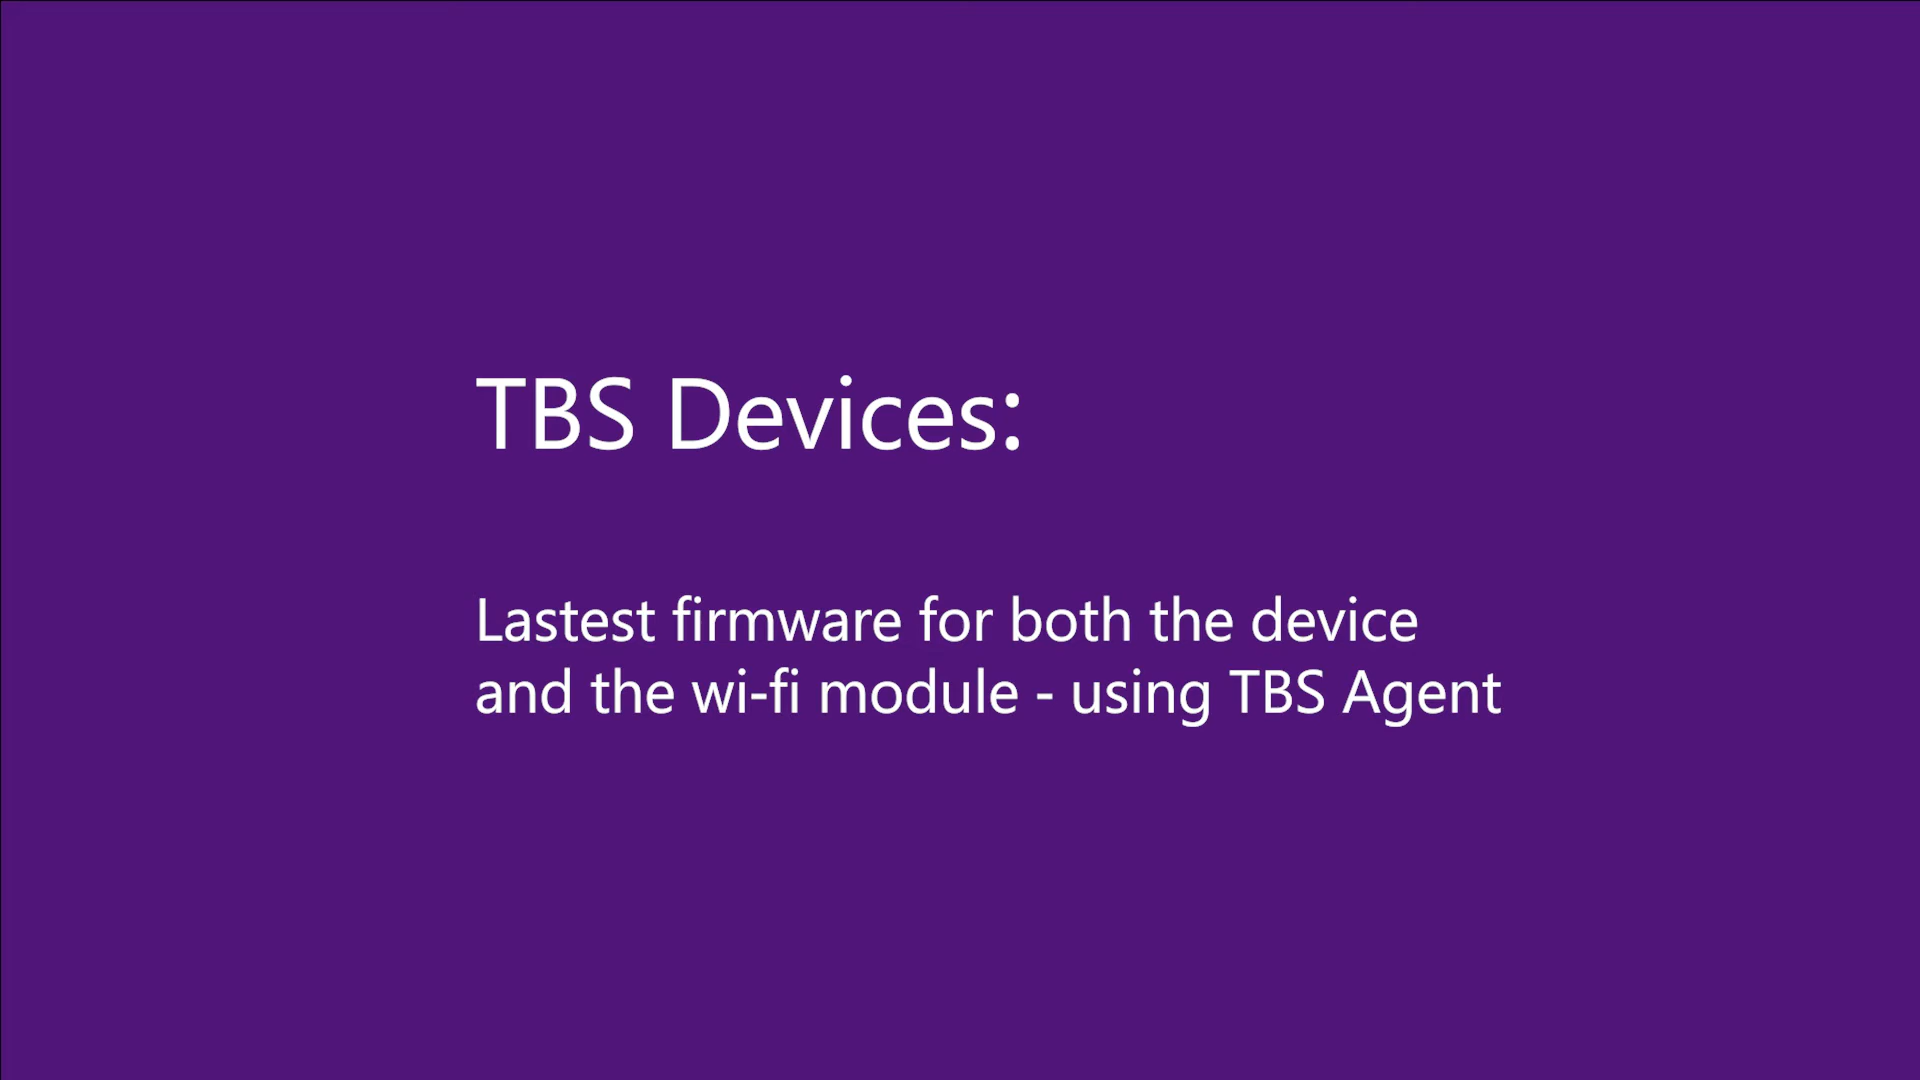 TBS Devices:
Lastest firmware for both the device
and the wi-fi module - using TBS Agent